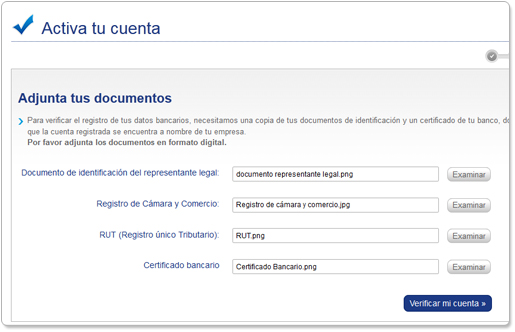 Activa tu cuenta
Adjunta tus documentos
Para verificar el registro de tus datos bancarios, necesitamos una copia de tus documentos de identificación y un certificado de tu banco, do
que la cuenta registrada se encuentra a nombre de tu empresa.
Por favor adjunta los documentos en formato digital.
Documento de identificación del representante legal: documento representante legal.png Examinar
Registro de Cámara y Comercio: Registro de cámara y comercio.jpg Examinar
RUT (Registro único Tributario): RUT.png Examinar
Certificado bancario Certificado Bancario.png Examinar
Verificar mi cuenta »